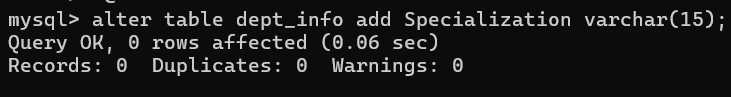 mysql> alter table dept_info add Specialization varchar(15);
Query OK, 0 rows affected (0.06 sec)
Records: 0  Duplicates: 0  Warnings: 0